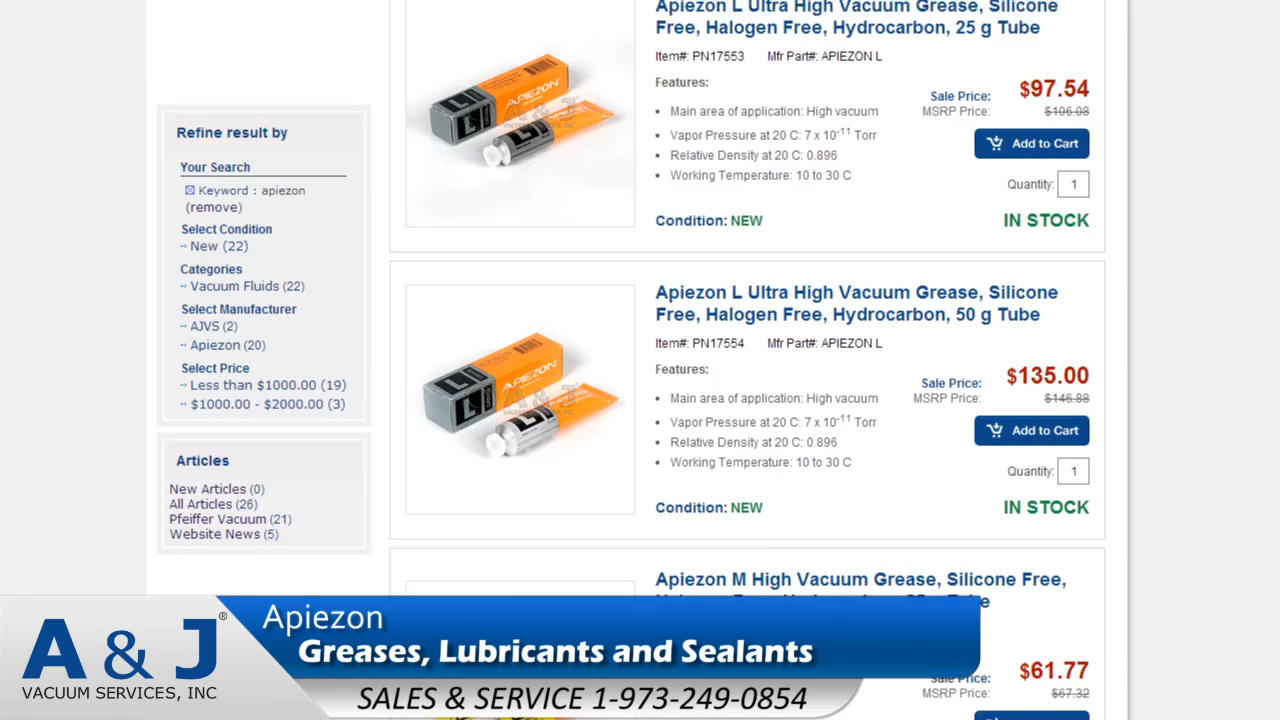 Refine result by
Your Search
Keyword : apiezon
(remove)
Select Condition
New (22)
Categories
Vacuum Fluids (22)
Select Manufacturer
AJVS (2)
Apiezon (20)
Select Price
Less than $1000.00 (19)
$1000.00 - $2000.00 (3)
Articles
New Articles (0)
All Articles (26)
Pfeiffer Vacuum (21)
Website News (5)
Apiezon L Ultra High Vacuum Grease, Silicone
Free, Halogen Free, Hydrocarbon, 25 g Tube
Item#: PN17553 Mfr Part#: APIEZON L
Features:
Main area of application: High vacuum
Vapor Pressure at 20 C: 7 x 10-11 Torr
Relative Density at 20 C: 0.896
Working Temperature: 10 to 30 C
Condition: NEW
Sale Price: $97.54
MSRP Price: $106.08
Add to Cart
Quantity: 1
IN STOCK
APIEZON
L
A & J
Apiezon L Ultra High Vacuum Grease, Silicone
Free, Halogen Free, Hydrocarbon, 50 g Tube
Item#: PN17554 Mfr Part#: APIEZON L
Features:
Main area of application: High vacuum
Vapor Pressure at 20 C: 7 x 10-11 Torr
Relative Density at 20 C: 0.896
Working Temperature: 10 to 30 C
Condition: NEW
Sale Price: $135.00
MSRP Price: $146.88
Add to Cart
Quantity: 1
IN STOCK
APIEZON
L
A & J
Apiezon M High Vacuum Grease, Silicone Free,
Sale Price: $61.77
MSRP Price: $67.32
A & J®
VACUUM SERVICES, INC
Apiezon
Greases, Lubricants and Sealants
SALES & SERVICE 1-973-249-0854